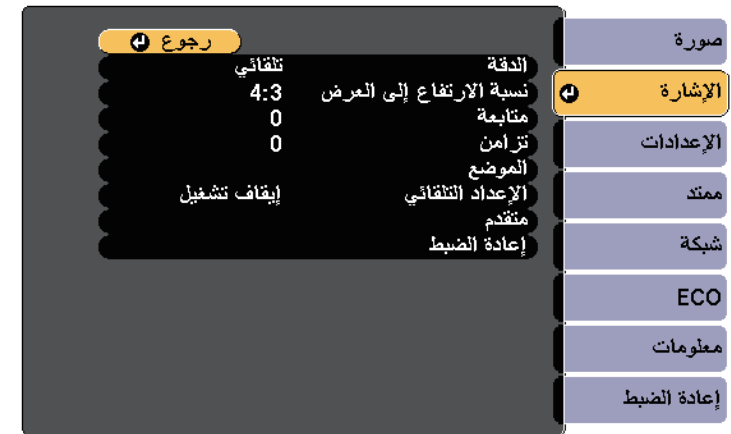 صورة
الإشارة
الإعدادات
ممتد
شبكة
ECO
معلومات
إعادة الضبط
رجوع
الدقة تلقائي
نسبة الارتفاع إلى العرض 4:3
متابعة 0
تزامن 0
الموضع
الإعداد التلقائي إيقاف تشغيل
متقدم
إعادة الضبط